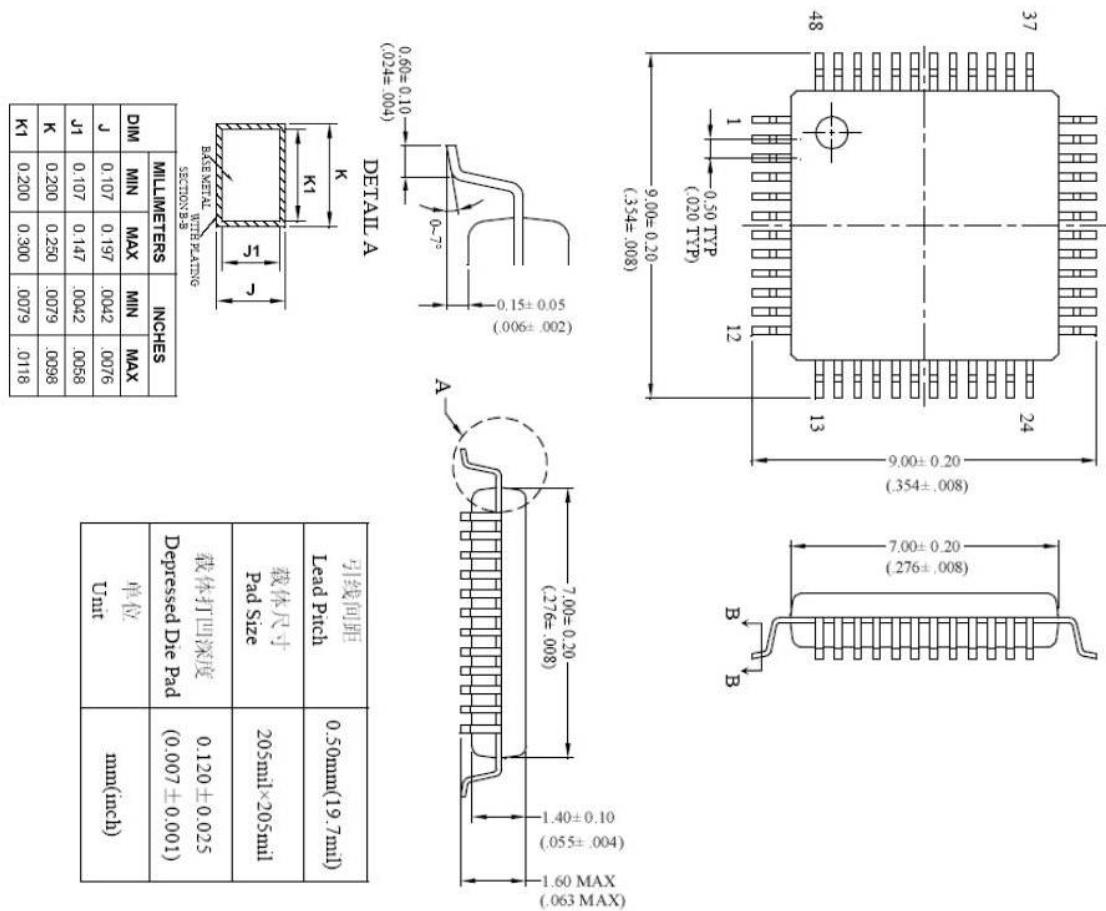 48
37
1
12
13
24
0.50 TYP
(.020 TYP)
9.00± 0.20
(.354± .008)
9.00± 0.20
(.354± .008)
7.00± 0.20
(.276± .008)
B
B
0.60± 0.10
(.024± .004)
0~7°
0.15± 0.05
(.006± .002)
DETAIL A
K
K1
J1
J
BASE METAL
WITH PLATING
SECTION B-B
DIM
MILLIMETERS
INCHES
MIN
MAX
MIN
MAX
J 0.107 0.197 .0042 .0076
J1 0.107 0.147 .0042 .0058
K 0.200 0.250 .0079 .0098
K1 0.200 0.300 .0079 .0118
A
7.00± 0.20
(.276± .008)
1.40± 0.10
(.055± .004)
1.60 MAX
(.063 MAX)
引线间距
Lead Pitch
0.50mm(19.7mil)
载体尺寸
Pad Size
205mil×205mil
载体打凹深度
Depressed Die Pad
0.120±0.025
(0.007±0.001)
单位
Unit
mm(inch)